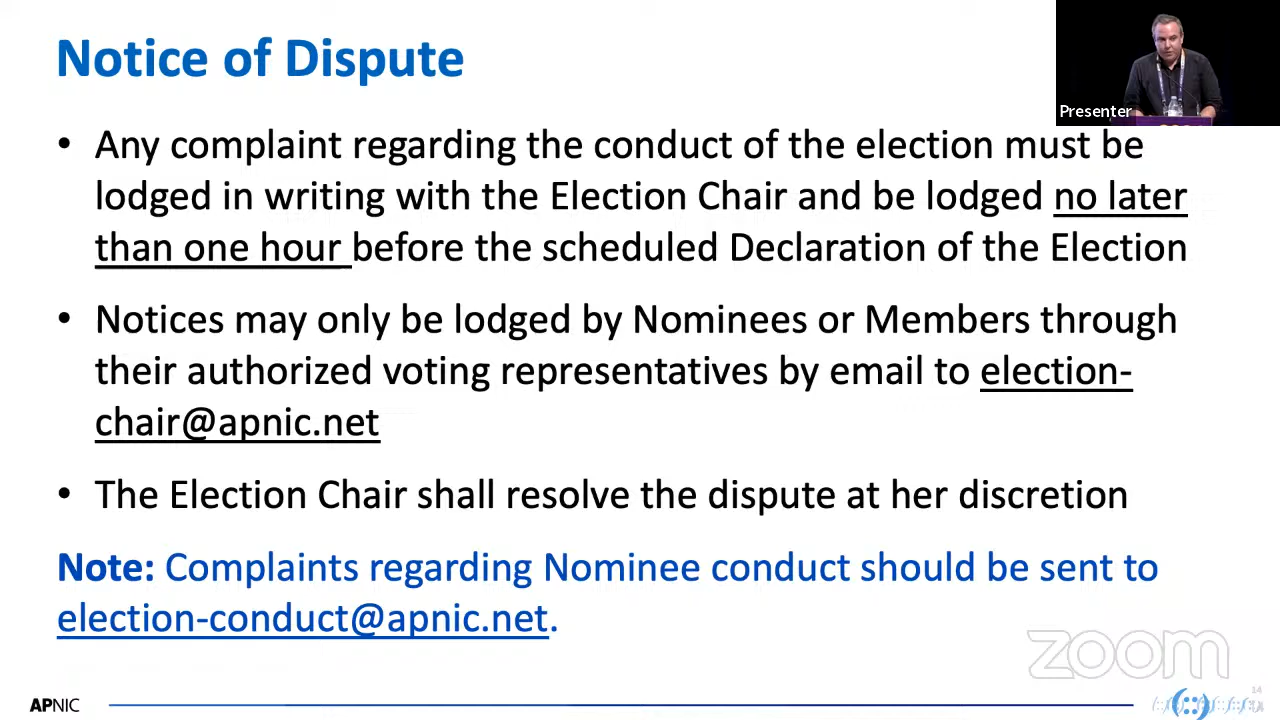 Notice of Dispute
Presenter
• Any complaint regarding the conduct of the election must be
lodged in writing with the Election Chair and be lodged no later
than one hour before the scheduled Declaration of the Election
• Notices may only be lodged by Nominees or Members through
their authorized voting representatives by email to election-
chair@apnic.net
• The Election Chair shall resolve the dispute at her discretion
Note: Complaints regarding Nominee conduct should be sent to
election-conduct@apnic.net.
zoom
APNIC
14